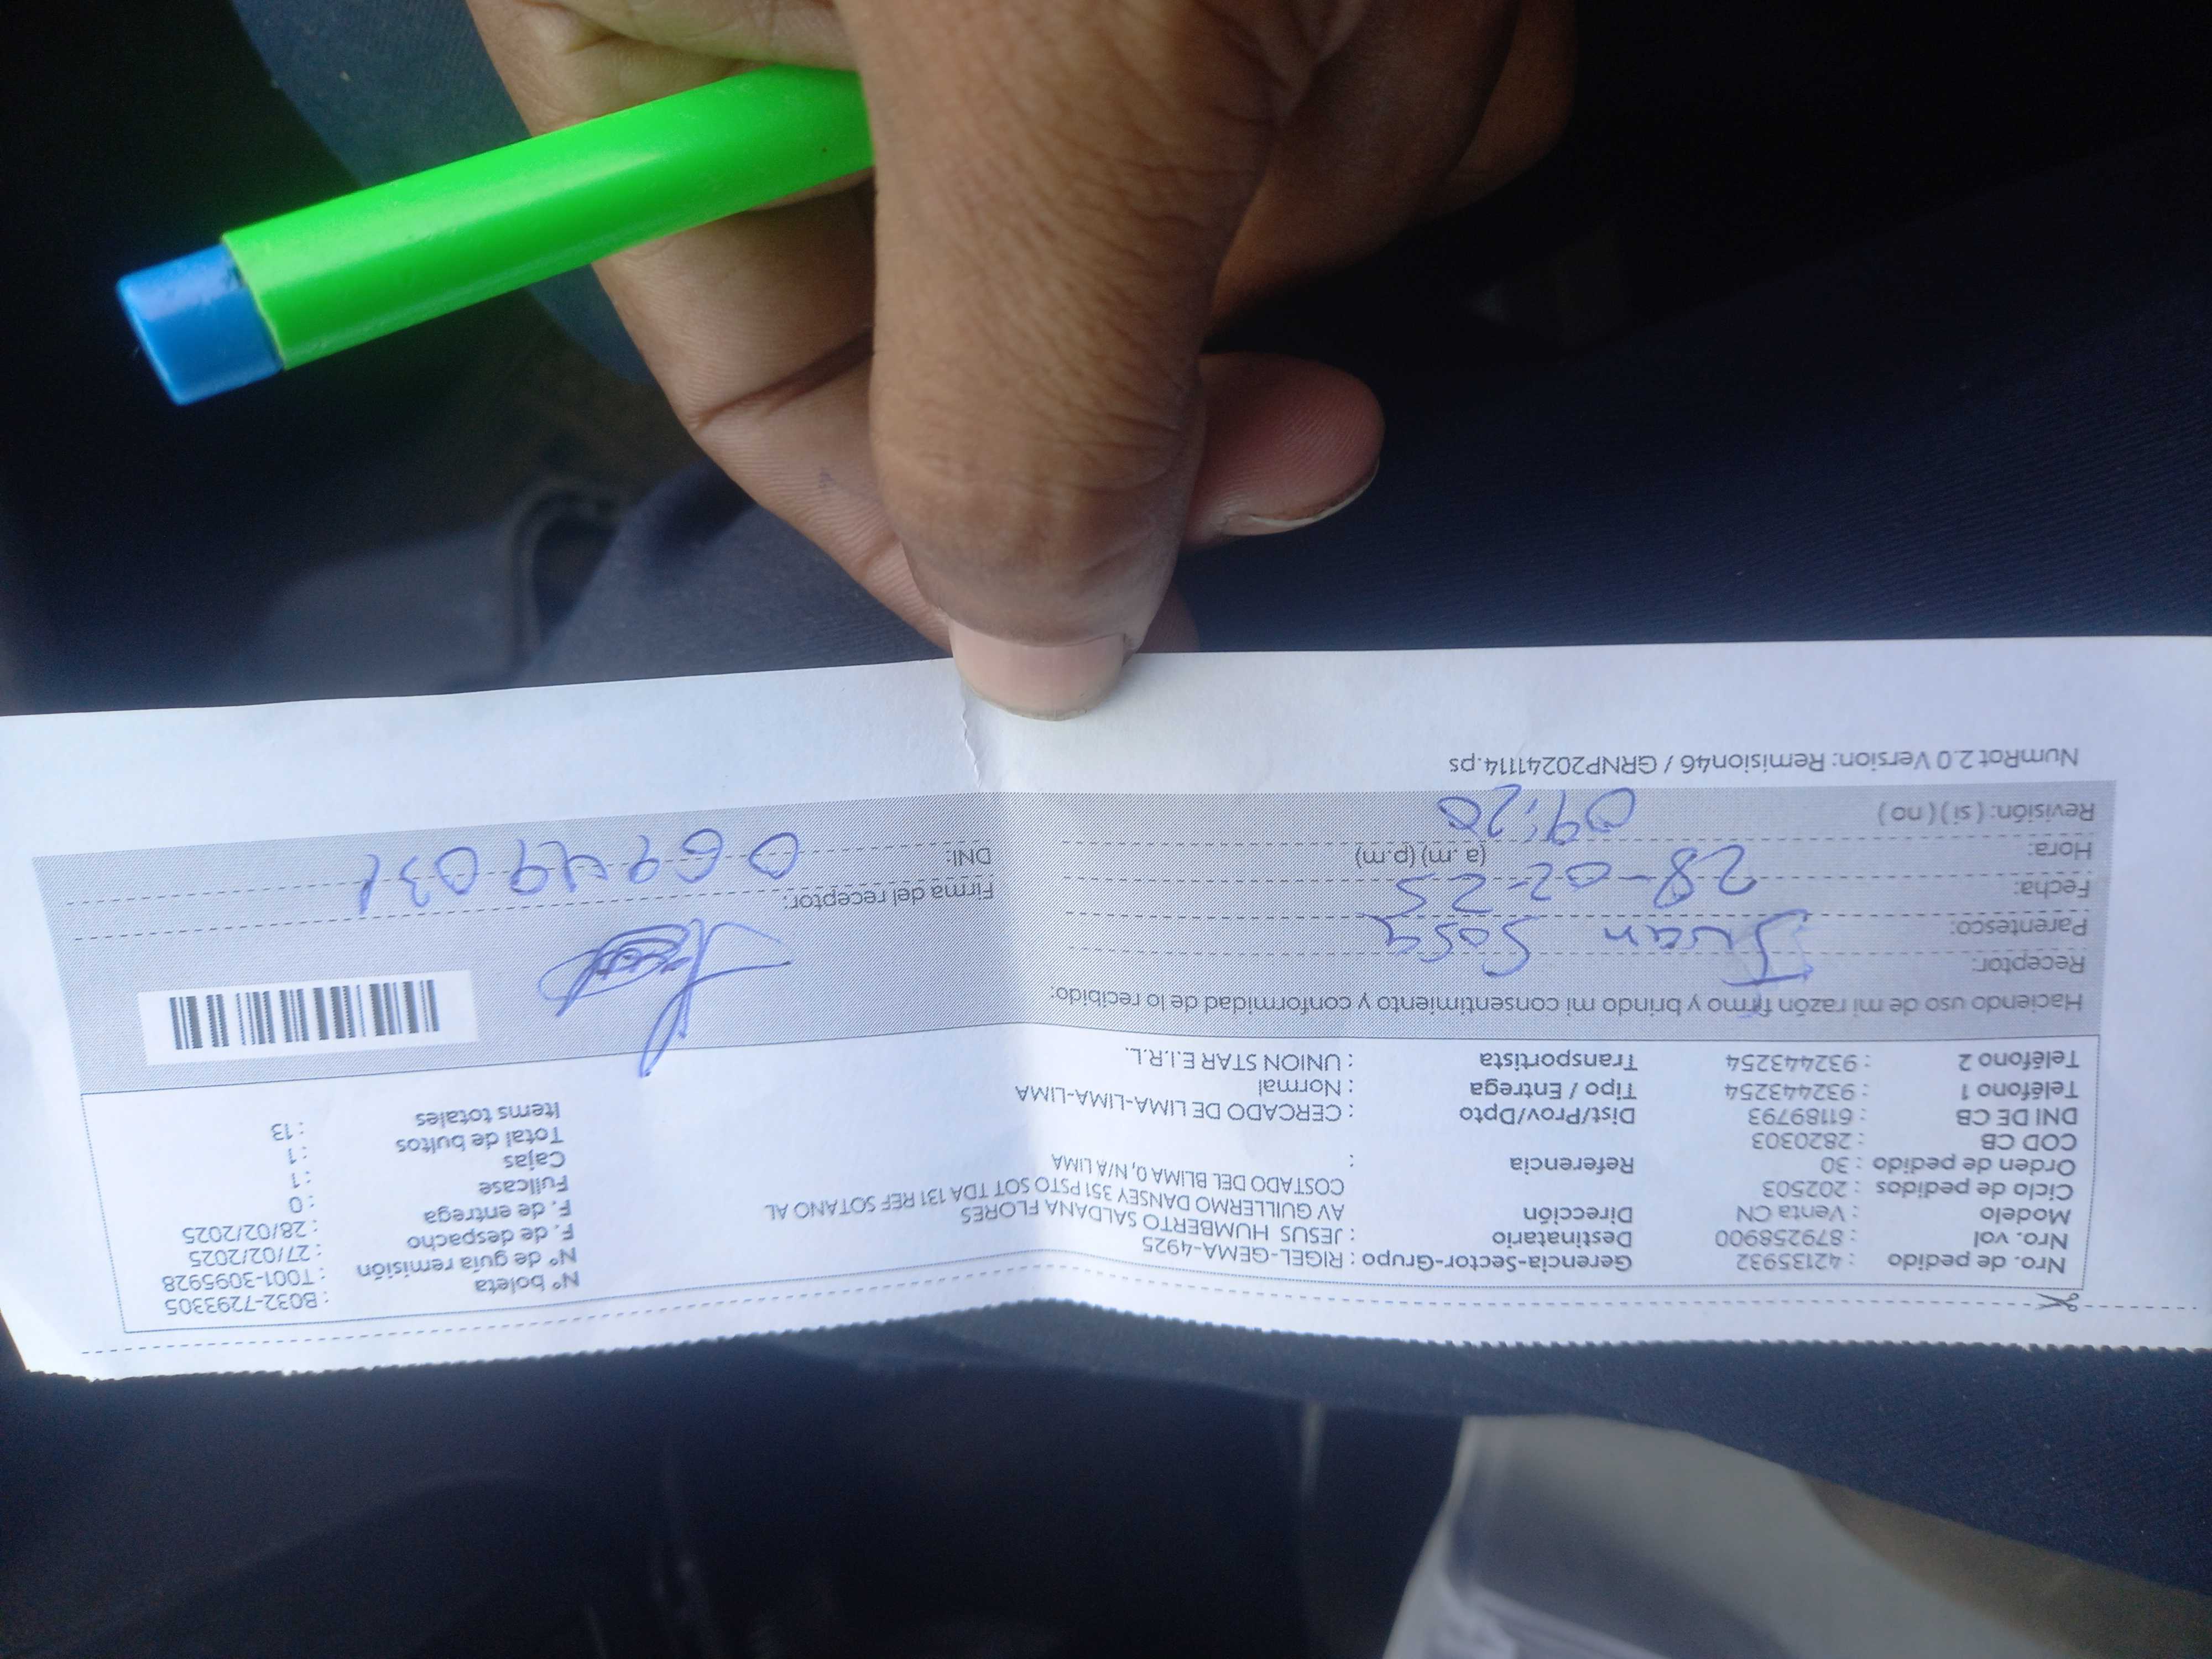 Nro. de pedido : 42135932 Gerencia-Sector-Grupo : RIGEL-GEMA-4925 N° boleta : B032-7293305
Nro. vol : 879258900 Destinatario : JESUS HUMBERTO SALDANA FLORES N° de guía remisión : T001-3095928
Modelo : Venta CN Dirección AV GUILLERMO DANSEY 351 PSTO SOT TDA 131 REF SOTANO AL F. de despacho : 27/02/2025
Ciclo de pedidos : 202503 COSTADO DEL BLIMA 0, N/A LIMA F. de entrega : 28/02/2025
Orden de pedido : 30 Referencia : Fullcase : 0
COD CB : 2820303 Cajas : 1
DNI DE CB : 61189793 Dist/Prov/Dpto : CERCADO DE LIMA-LIMA-LIMA Total de bultos : 1
Teléfono 1 : 932443254 Tipo / Entrega : Normal Items totales : 13
Teléfono 2 : 932443254 Transportista : UNION STAR E.I.R.L.
Haciendo uso de mi razón firmo y brindo mi consentimiento y conformidad de lo recibido:
Receptor:
Parentesco: Juan Sosa
Fecha: 28-02-25 Firma del receptor:
Hora: (a.m) (p.m) DNI: 06949031
Revisión: ( si ) ( no ) 09:20
NumRot 2.0 Version: Remision46 / GRNP20241114.ps